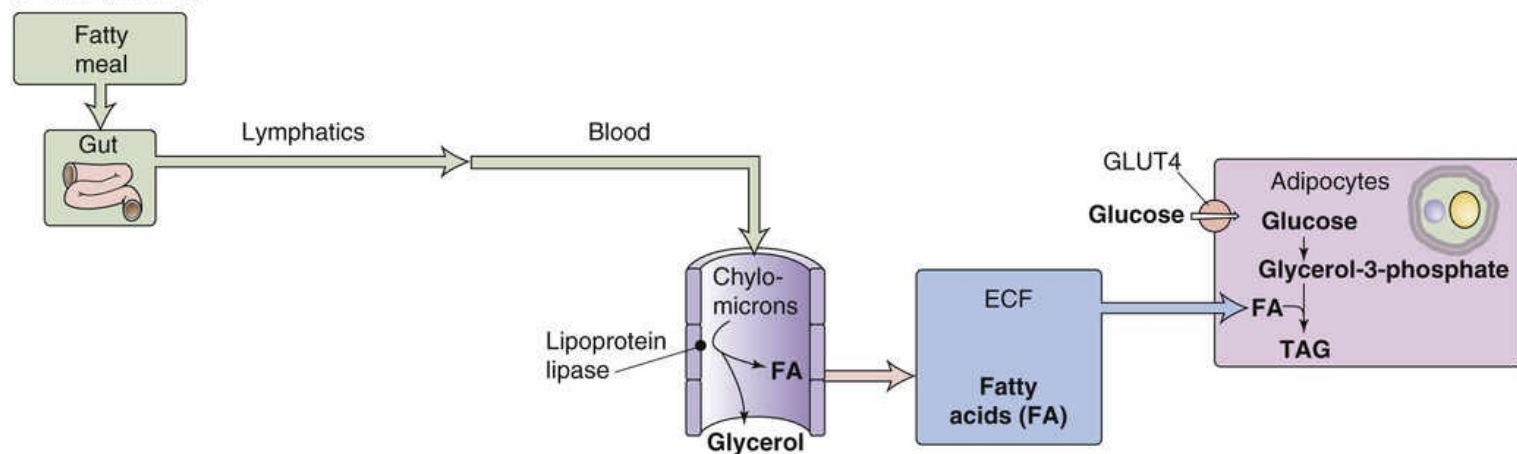 Fatty
meal
Gut
Lymphatics
Blood
Chylo-
microns
Lipoprotein
lipase
FA
Glycerol
ECF
Fatty
acids (FA)
GLUT4
Glucose
Adipocytes
Glucose
Glycerol-3-phosphate
FA
TAG